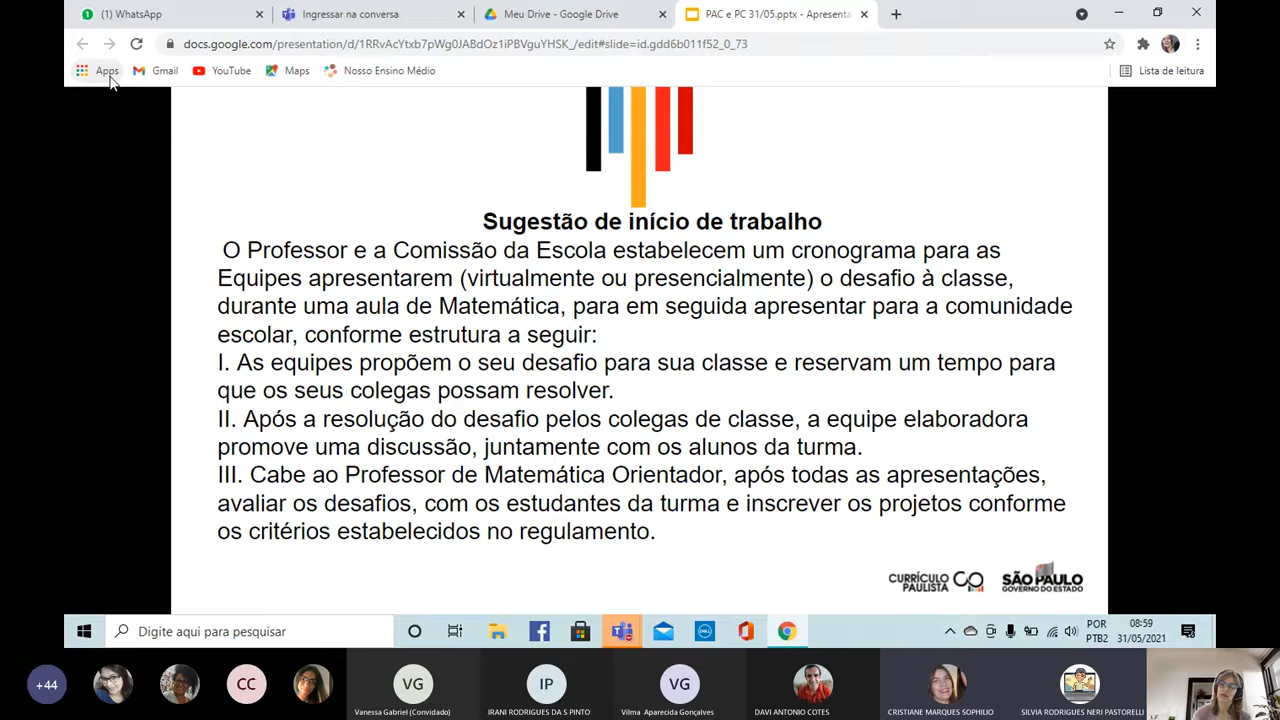 (1) WhatsApp
Ingressar na conversa
Meu Drive - Google Drive
PAC e PC 31/05.pptx - Apresenta
docs.google.com/presentation/d/1RRvAcYtxb7pWg0JABdOz1iPBVguYHSK_/edit#slide=id.gdd6b011f52_0_73
Apps
Gmail
YouTube
Maps
Nosso Ensino Médio
Lista de leitura
Sugestão de início de trabalho
O Professor e a Comissão da Escola estabelecem um cronograma para as
Equipes apresentarem (virtualmente ou presencialmente) o desafio à classe,
durante uma aula de Matemática, para em seguida apresentar para a comunidade
escolar, conforme estrutura a seguir:
I. As equipes propõem o seu desafio para sua classe e reservam um tempo para
que os seus colegas possam resolver.
II. Após a resolução do desafio pelos colegas de classe, a equipe elaboradora
promove uma discussão, juntamente com os alunos da turma.
III. Cabe ao Professor de Matemática Orientador, após todas as apresentações,
avaliar os desafios, com os estudantes da turma e inscrever os projetos conforme
os critérios estabelecidos no regulamento.
CURRÍCULO
PAULISTA
SÃO PAULO
GOVERNO DO ESTADO
Digite aqui para pesquisar
DELL
POR
PTB2
08:59
31/05/2021
+44
CC
VG
Vanessa Gabriel (Convidado)
IP
IRANI RODRIGUES DA S PINTO
VG
Vilma Aparecida Gonçalves
DAVI ANTONIO COTES
CRISTIANE MARQUES SOPHILIO
SILVIA RODRIGUES NERI PASTORELLI